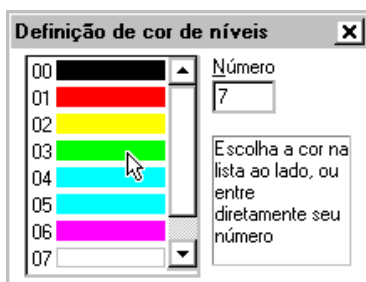 Definição de cor de níveis
00
01
02
03
04
05
06
07
Número
7
Escolha a cor na
lista ao lado, ou
entre
diretamente seu
número